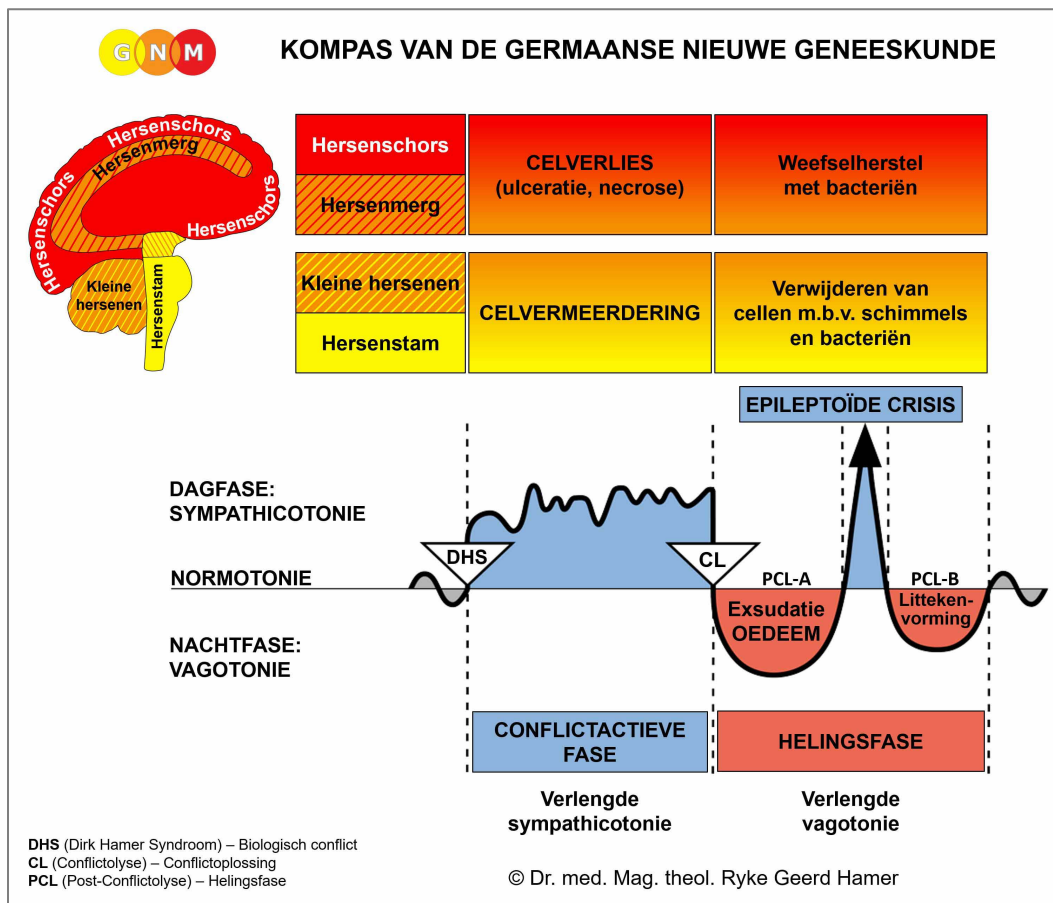 G N M
KOMPAS VAN DE GERMAANSE NIEUWE GENEESKUNDE
Hersenschors
Hersenmerg
Hersenschors
Hersenschors
Kleine
hersenen
Hersenstam
Hersenschors
Hersenmerg
CELVERLIES
(ulceratie, necrose)
Weefselherstel
met bacteriën
Kleine hersenen
Hersenstam
CELVERMEERDERING
Verwijderen van
cellen m.b.v. schimmels
en bacteriën
EPILEPTOÏDE CRISIS
DAGFASE:
SYMPATHICOTONIE
DHS
CL
NORMOTONIE
PCL-A
PCL-B
Exsudatie
OEDEEM
Litteken-
vorming
NACHTFASE:
VAGOTONIE
CONFLICTACTIEVE
FASE
HELINGSFASE
Verlengde
sympathicotonie
Verlengde
vagotonie
DHS (Dirk Hamer Syndroom) – Biologisch conflict
CL (Conflictolyse) – Conflictoplossing
PCL (Post-Conflictolyse) – Helingsfase
© Dr. med. Mag. theol. Ryke Geerd Hamer